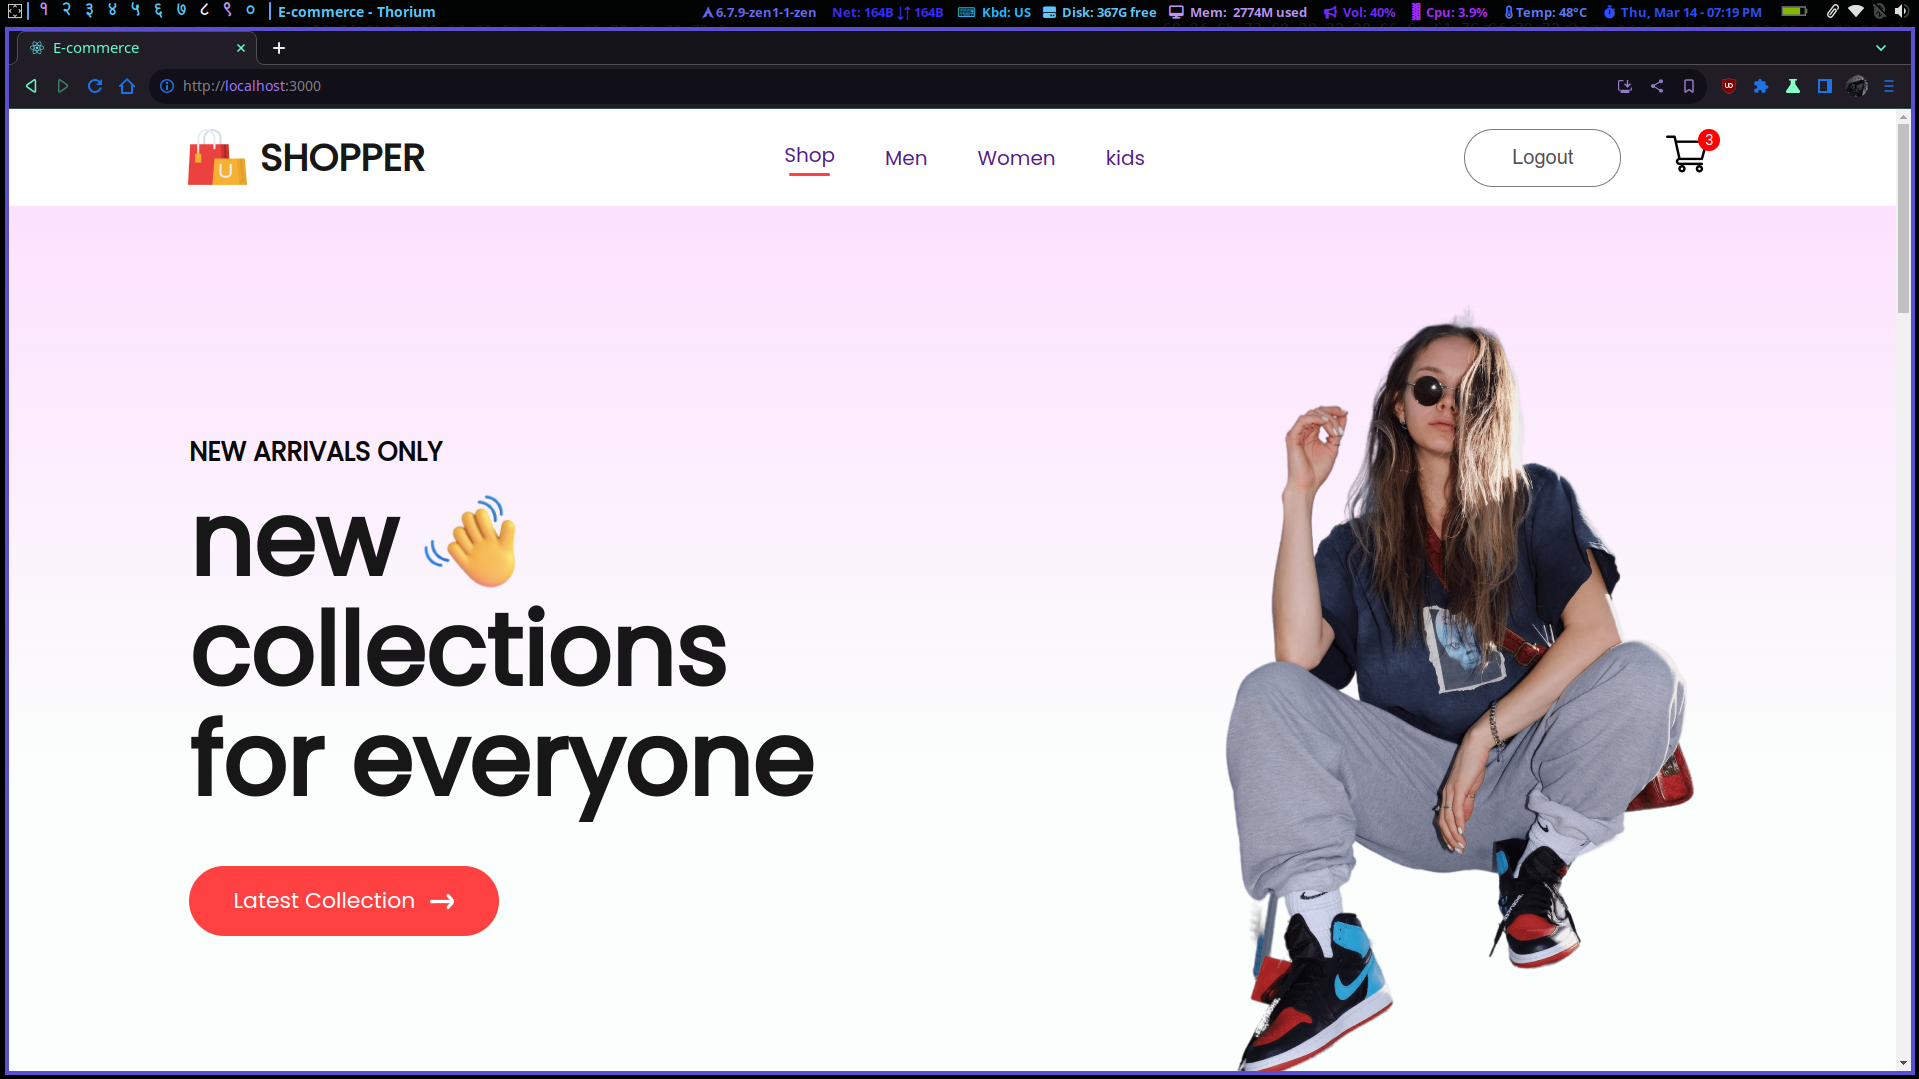 १ २ ३ ४ ५ ६ ७ ८ ९ ० E-commerce - Thorium 6.7.9-zen1-1-zen Net: 164B ↓↑ 164B Kbd: US Disk: 367G free Mem: 2774M used Vol: 40% Cpu: 3.9% Temp: 48°C Thu, Mar 14 - 07:19 PM
E-commerce
http://localhost:3000
U SHOPPER Shop Men Women kids Logout 3
NEW ARRIVALS ONLY
new
collections
for everyone
Latest Collection